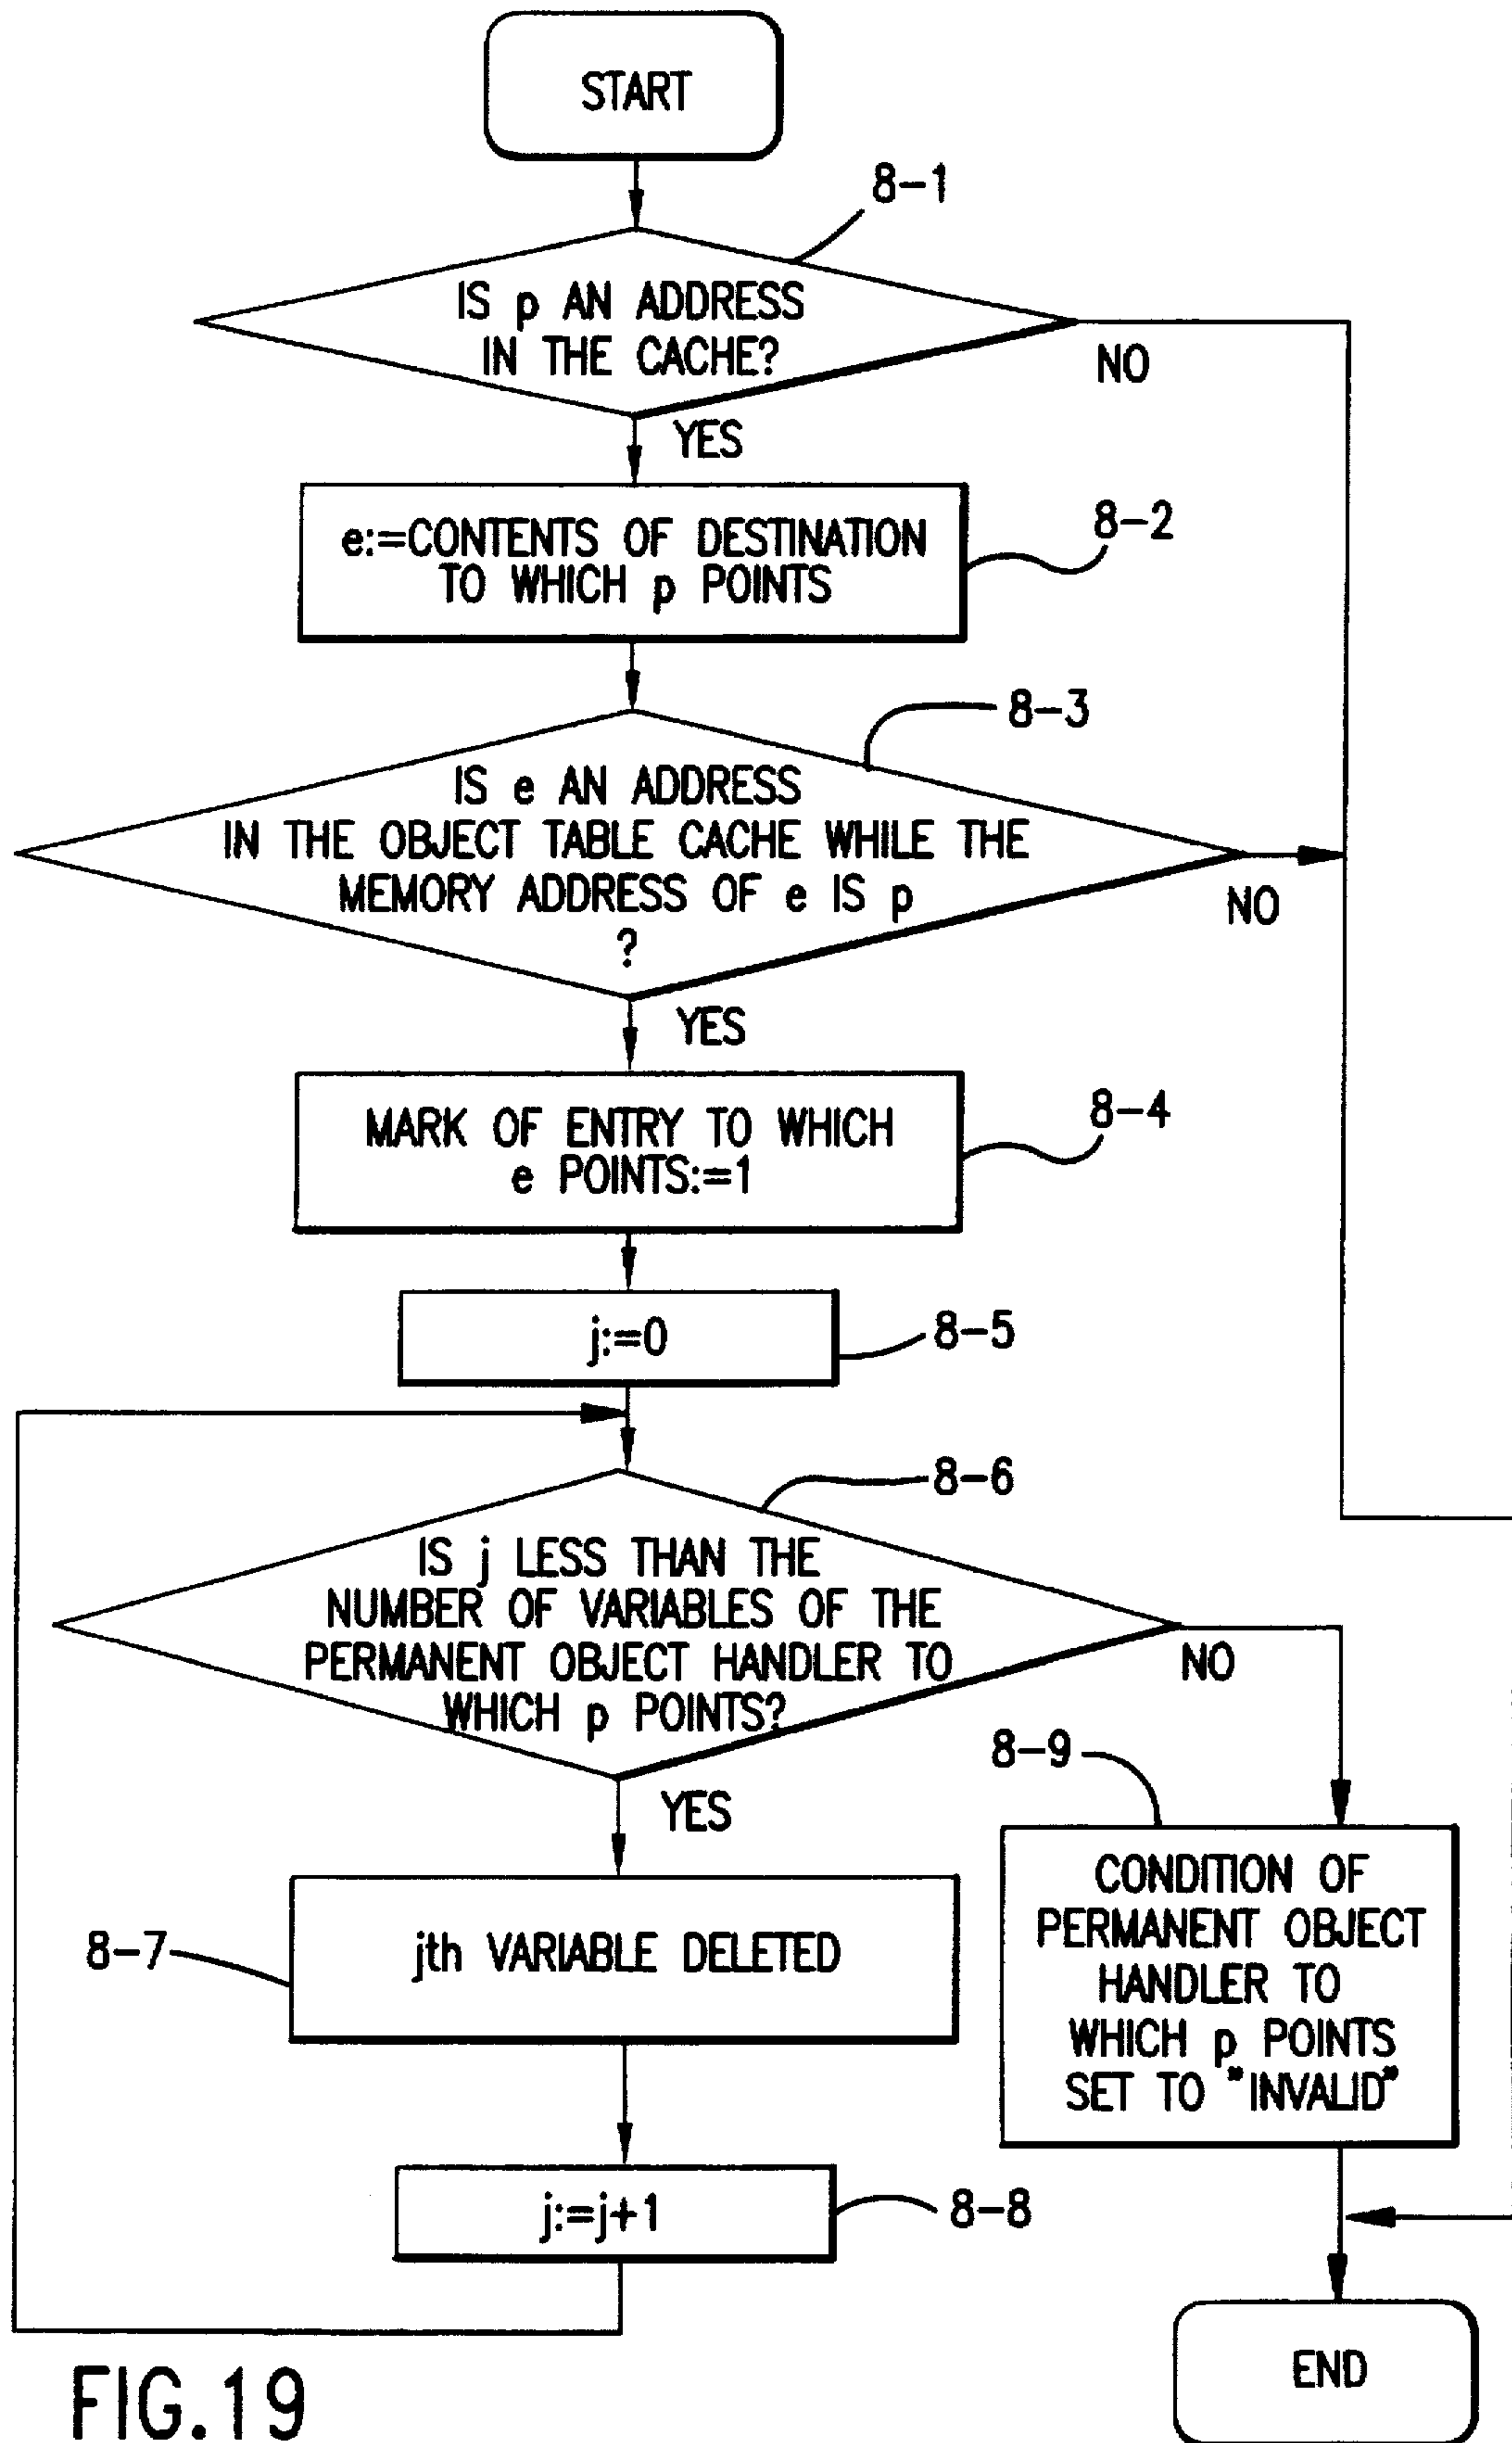 START
8-1
IS p AN ADDRESS
IN THE CACHE?
NO
YES
e:=CONTENTS OF DESTINATION
TO WHICH p POINTS
8-2
8-3
IS e AN ADDRESS
IN THE OBJECT TABLE CACHE WHILE THE
MEMORY ADDRESS OF e IS p
?
NO
YES
MARK OF ENTRY TO WHICH
e POINTS:=1
8-4
j:=0
8-5
8-6
IS j LESS THAN THE
NUMBER OF VARIABLES OF THE
PERMANENT OBJECT HANDLER TO
WHICH p POINTS?
NO
YES
8-9
CONDITION OF
PERMANENT OBJECT
HANDLER TO
WHICH p POINTS
SET TO "INVALID"
8-7
jth VARIABLE DELETED
j:=j+1
8-8
END
FIG.19